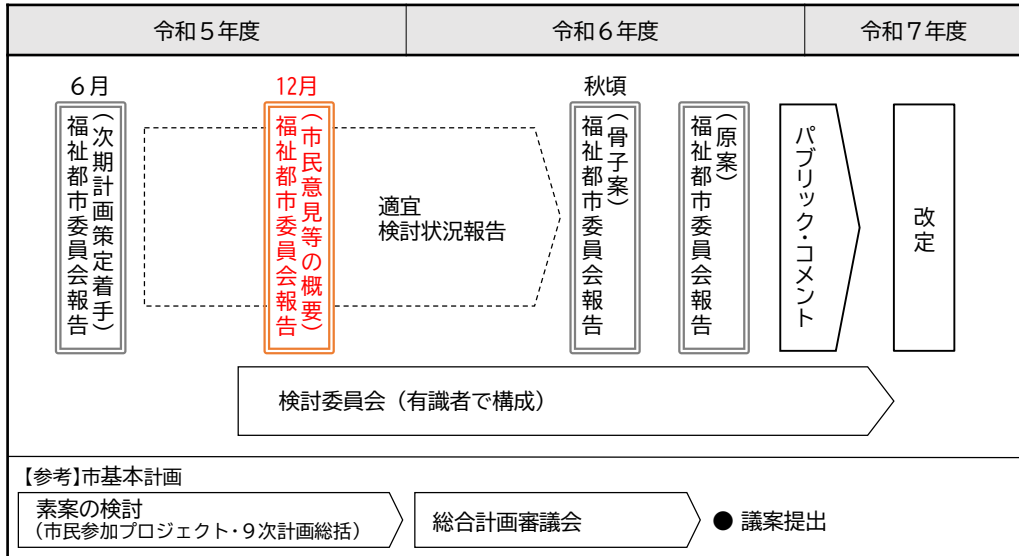 令和５年度
令和６年度
令和７年度
６月
福祉都市委員会報告
（次期計画策定着手）
12月
福祉都市委員会報告
（市民意見等の概要）
適宜
検討状況報告
秋頃
福祉都市委員会報告
（骨子案）
福祉都市委員会報告
（原案）
パブリック・コメント
改定
検討委員会（有識者で構成）
【参考】市基本計画
素案の検討
（市民参加プロジェクト・９次計画総括）
総合計画審議会
● 議案提出